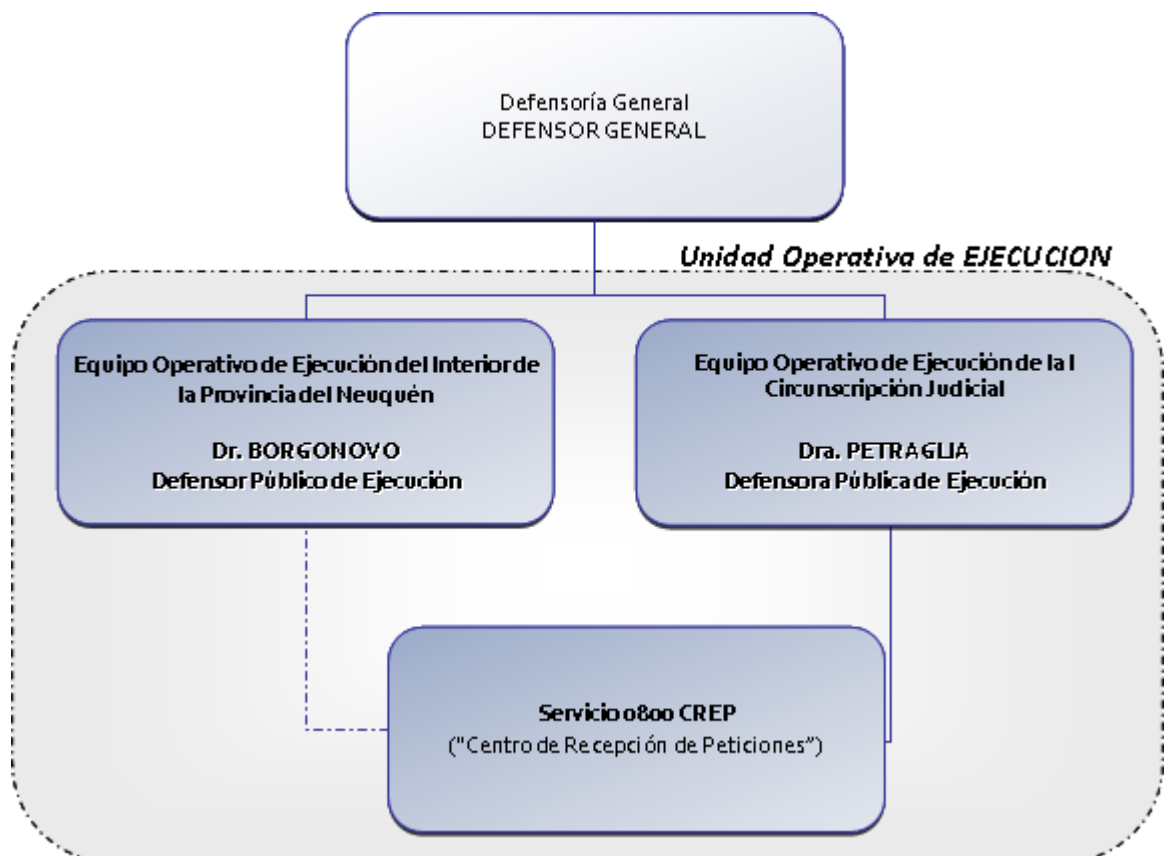 Defensoría General
DEFENSOR GENERAL
Unidad Operativa de EJECUCION
Equipo Operativo de Ejecución del Interior de
la Provincia del Neuquén
Dr. BORGONOVO
Defensor Público de Ejecución
Equipo Operativo de Ejecución de la I
Circunscripción Judicial
Dra. PETRAGLIA
Defensora Pública de Ejecución
Servicio 0800 CREP
("Centro de Recepción de Peticiones")